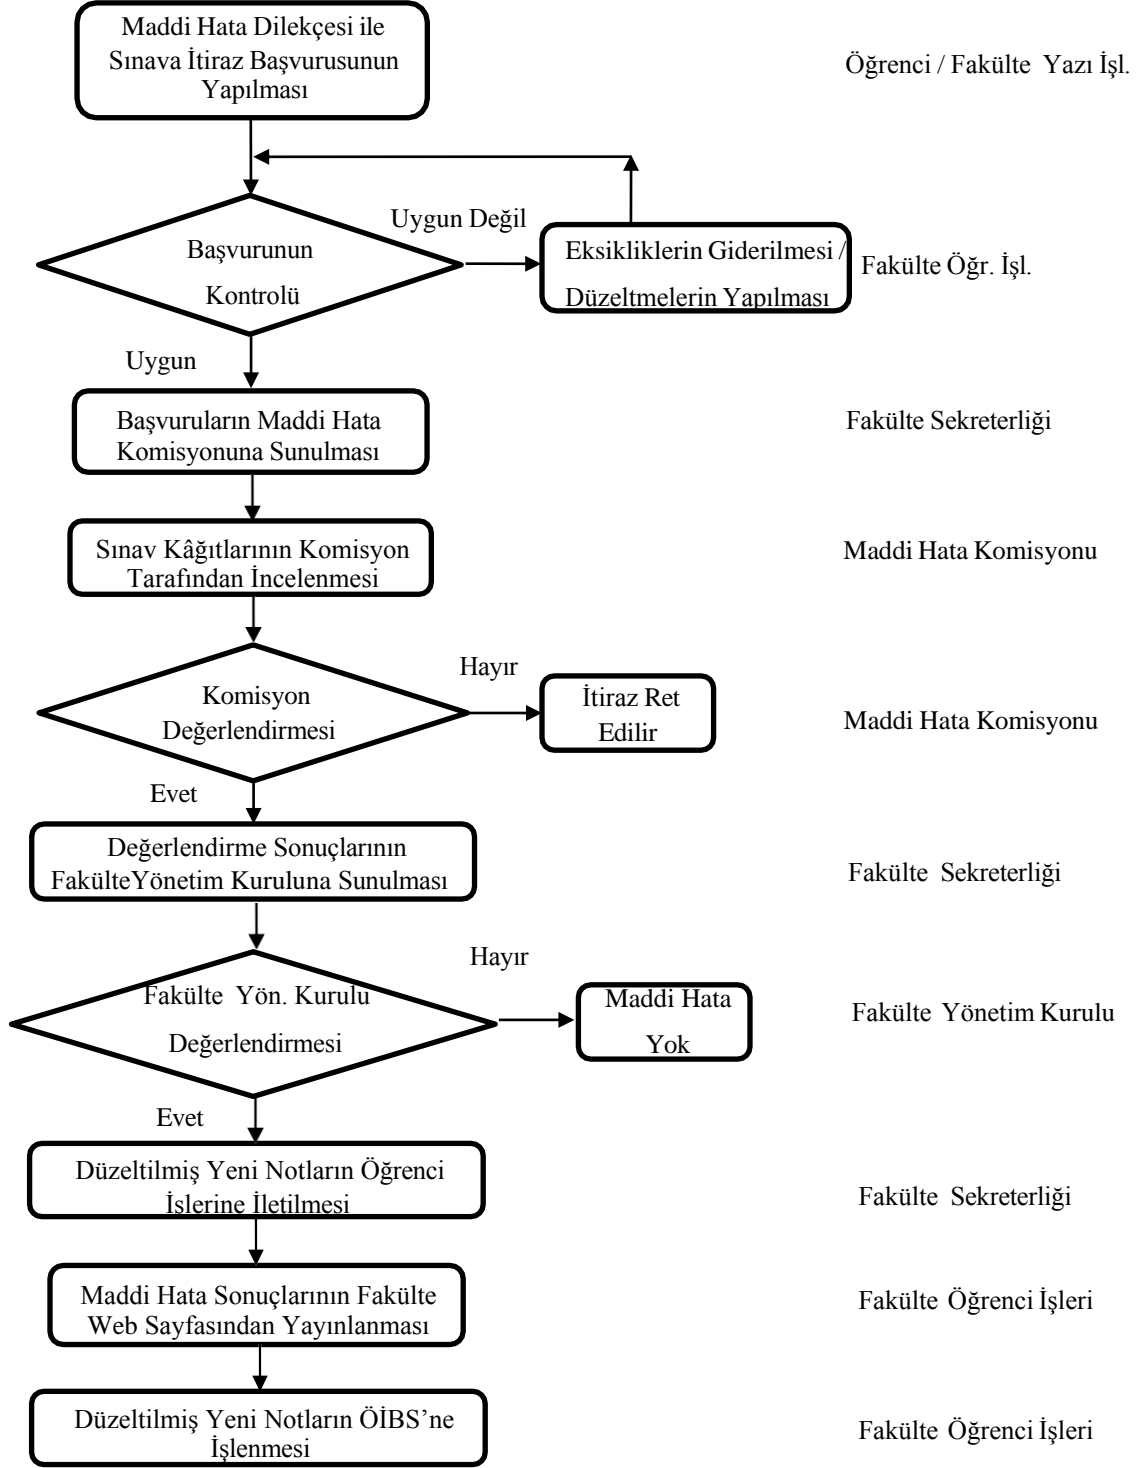 Maddi Hata Dilekçesi ile
Sınava İtiraz Başvurusunun
Yapılması
Öğrenci / Fakülte Yazı İşl.
Uygun Değil
Başvurunun
Kontrolü
Eksikliklerin Giderilmesi /
Düzeltmelerin Yapılması
Fakülte Öğr. İşl.
Uygun
Başvuruların Maddi Hata
Komisyonuna Sunulması
Fakülte Sekreterliği
Sınav Kâğıtlarının Komisyon
Tarafından İncelenmesi
Maddi Hata Komisyonu
Hayır
Komisyon
Değerlendirmesi
İtiraz Ret
Edilir
Maddi Hata Komisyonu
Evet
Değerlendirme Sonuçlarının
FakülteYönetim Kuruluna Sunulması
Fakülte Sekreterliği
Hayır
Fakülte Yön. Kurulu
Değerlendirmesi
Maddi Hata
Yok
Fakülte Yönetim Kurulu
Evet
Düzeltilmiş Yeni Notların Öğrenci
İşlerine İletilmesi
Fakülte Sekreterliği
Maddi Hata Sonuçlarının Fakülte
Web Sayfasından Yayınlanması
Fakülte Öğrenci İşleri
Düzeltilmiş Yeni Notların ÖİBS’ne
İşlenmesi
Fakülte Öğrenci İşleri